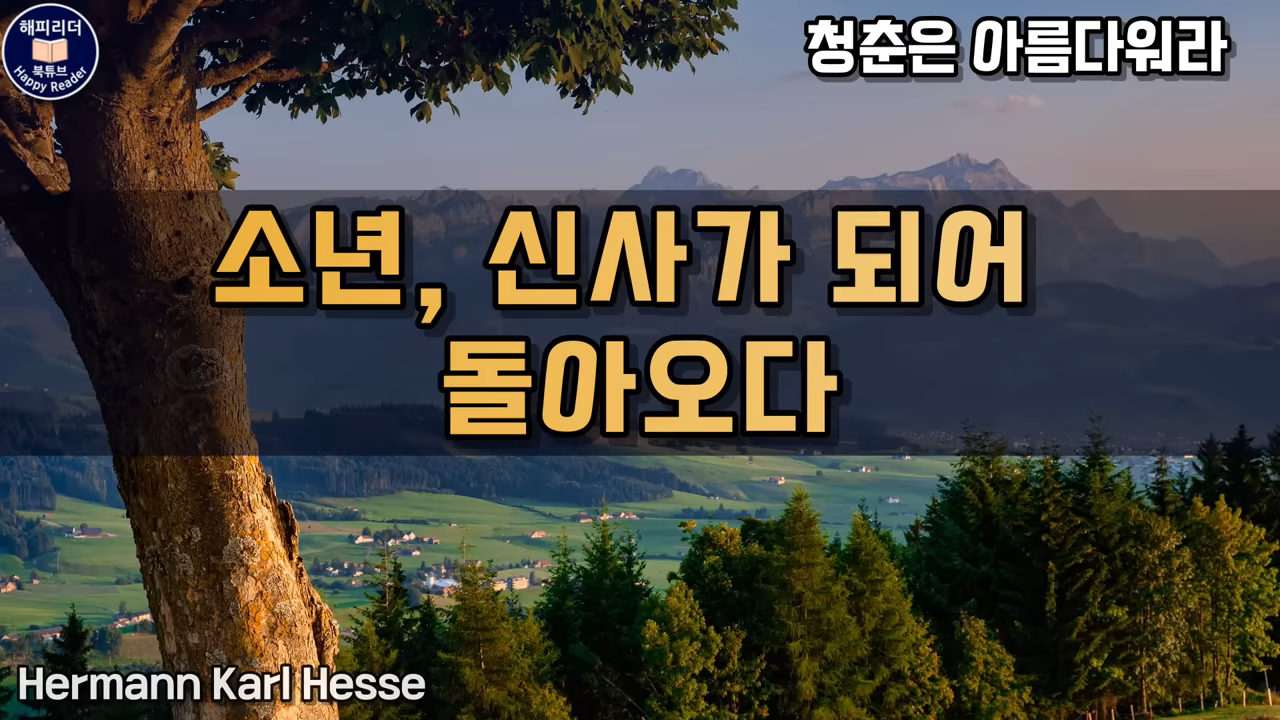 해피리더
북튜브
Happy Reader
청춘은 아름다워라
소년, 신사가 되어
돌아오다
Hermann Karl Hesse